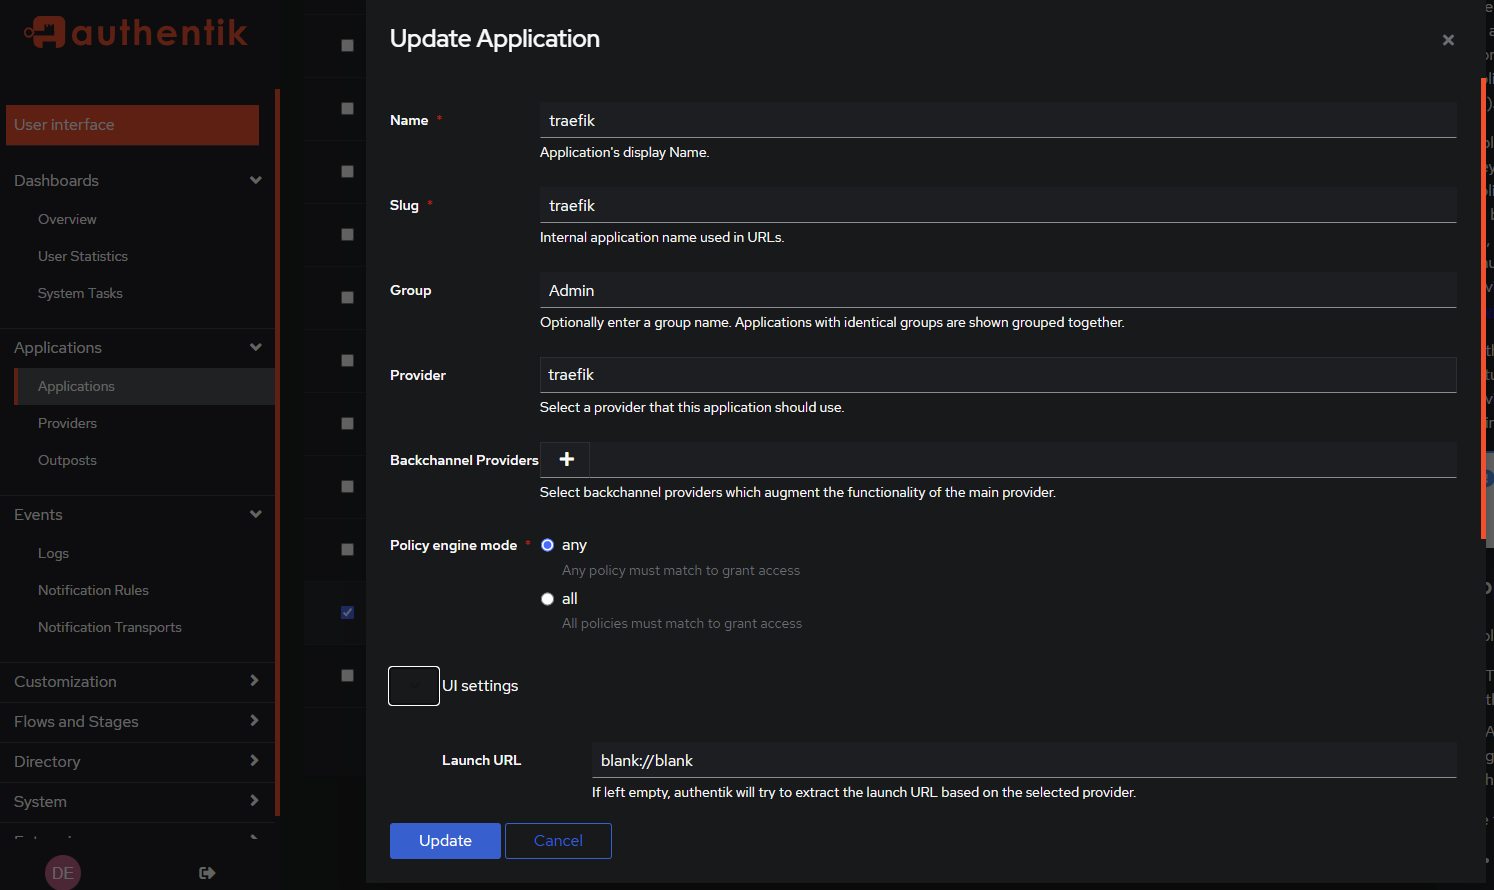 authentik
User interface
Dashboards
Overview
User Statistics
System Tasks
Applications
Applications
Providers
Outposts
Events
Logs
Notification Rules
Notification Transports
Customization
Flows and Stages
Directory
System
DE
Update Application
Name *
traefik
Application's display Name.
Slug *
traefik
Internal application name used in URLs.
Group
Admin
Optionally enter a group name. Applications with identical groups are shown grouped together.
Provider
traefik
Select a provider that this application should use.
Backchannel Providers
Select backchannel providers which augment the functionality of the main provider.
Policy engine mode *
any
Any policy must match to grant access
all
All policies must match to grant access
UI settings
Launch URL
blank://blank
If left empty, authentik will try to extract the launch URL based on the selected provider.
Update
Cancel